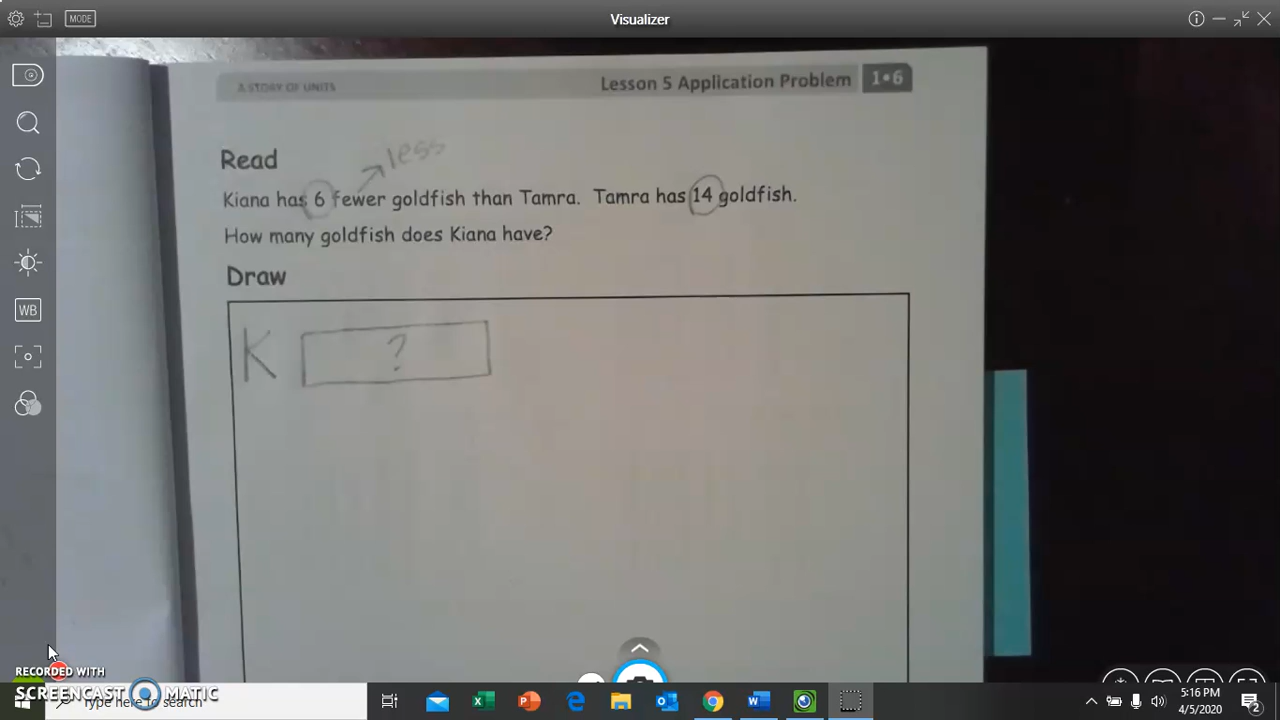 MODE
Visualizer
A STORY OF UNITS
Lesson 5 Application Problem
1•6
less
Read
Kiana has 6 fewer goldfish than Tamra. Tamra has 14 goldfish.
How many goldfish does Kiana have?
Draw
K
?
WB
RECORDED WITH
SCREENCAST MATIC
Type here to search
5:16 PM
4/5/2020
2